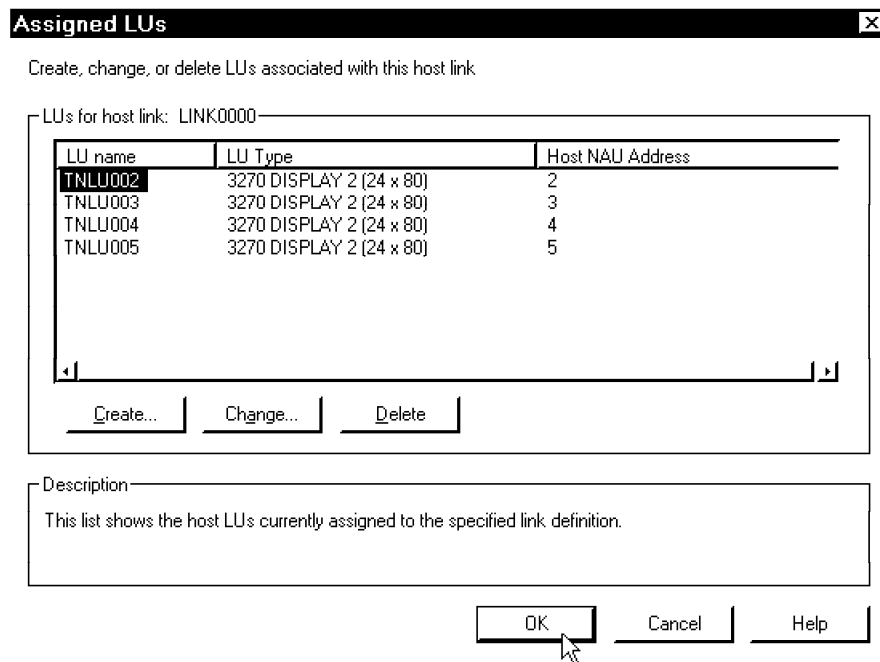 Assigned LUs
Create, change, or delete LUs associated with this host link
LUs for host link: LINK0000
LU name LU Type Host NAU Address
TNLU002 3270 DISPLAY 2 (24 x 80) 2
TNLU003 3270 DISPLAY 2 (24 x 80) 3
TNLU004 3270 DISPLAY 2 (24 x 80) 4
TNLU005 3270 DISPLAY 2 (24 x 80) 5
Create... Change... Delete
Description
This list shows the host LUs currently assigned to the specified link definition.
OK Cancel Help